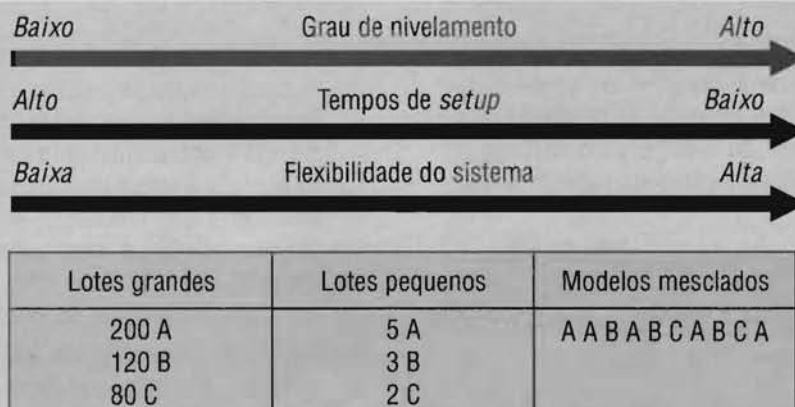 Baixo Grau de nivelamento Alto
Alto Tempos de setup Baixo
Baixa Flexibilidade do sistema Alta
Lotes grandes Lotes pequenos Modelos mesclados
200 A 5 A A A B A B C A B C A
120 B 3 B
80 C 2 C